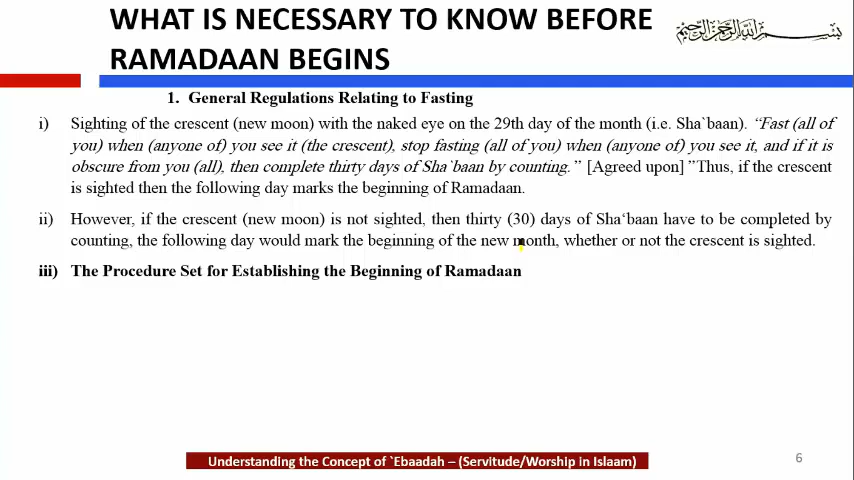 WHAT IS NECESSARY TO KNOW BEFORE
RAMADAAN BEGINS
بسم الله الرحمن الرحيم
1. General Regulations Relating to Fasting
i) Sighting of the crescent (new moon) with the naked eye on the 29th day of the month (i.e. Sha`baan). “Fast (all of
you) when (anyone of) you see it (the crescent), stop fasting (all of you) when (anyone of) you see it, and if it is
obscure from you (all), then complete thirty days of Sha`baan by counting.” [Agreed upon]”Thus, if the crescent
is sighted then the following day marks the beginning of Ramadaan.
ii) However, if the crescent (new moon) is not sighted, then thirty (30) days of Sha‘baan have to be completed by
counting, the following day would mark the beginning of the new month, whether or not the crescent is sighted.
iii) The Procedure Set for Establishing the Beginning of Ramadaan
Understanding the Concept of `Ebaadah – (Servitude/Worship in Islaam)
6